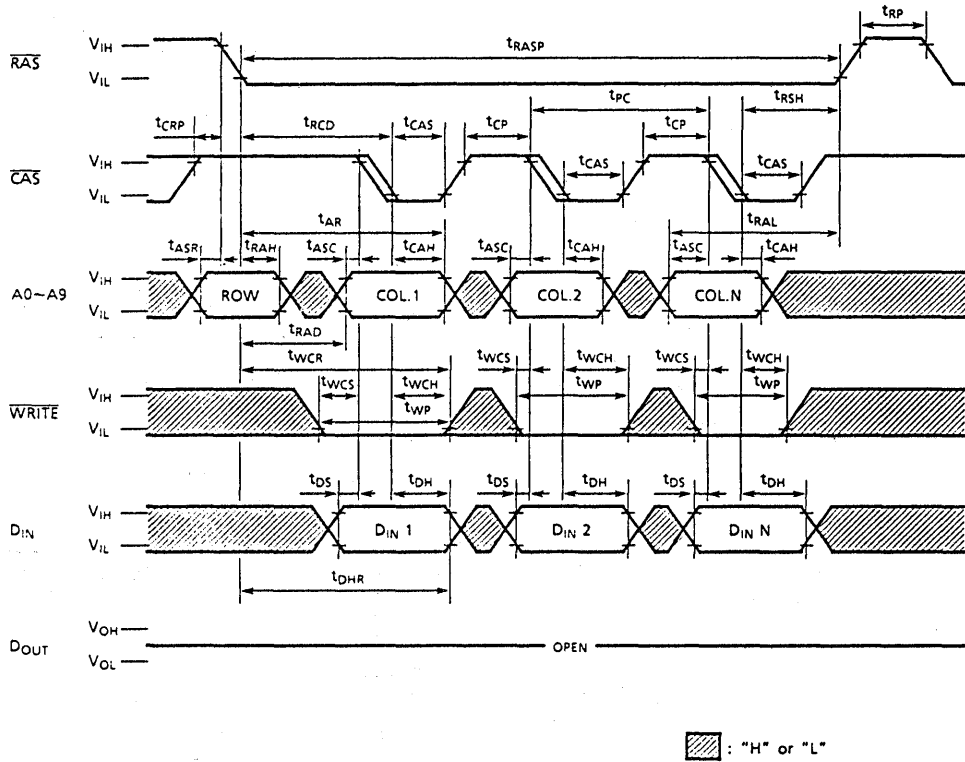 tRP
RAS VIH VIL tRASP
tPC tRSH
tCRP tRCD tCAS tCP tCP
CAS VIH VIL tCAS tCAS
tAR tRAL
tASR tRAH tASC tCAH tASC tCAH tASC tCAH
A0~A9 VIH VIL ROW COL.1 COL.2 COL.N
tRAD
tWCR tWCS tWCH tWCS tWCH
tWCS tWCH tWP tWP
WRITE VIH VIL tWP
tDS tDH tDS tDH tDS tDH
DIN VIH VIL DIN 1 DIN 2 DIN N
tDHR
DOUT VOH VOL OPEN
: "H" or "L"